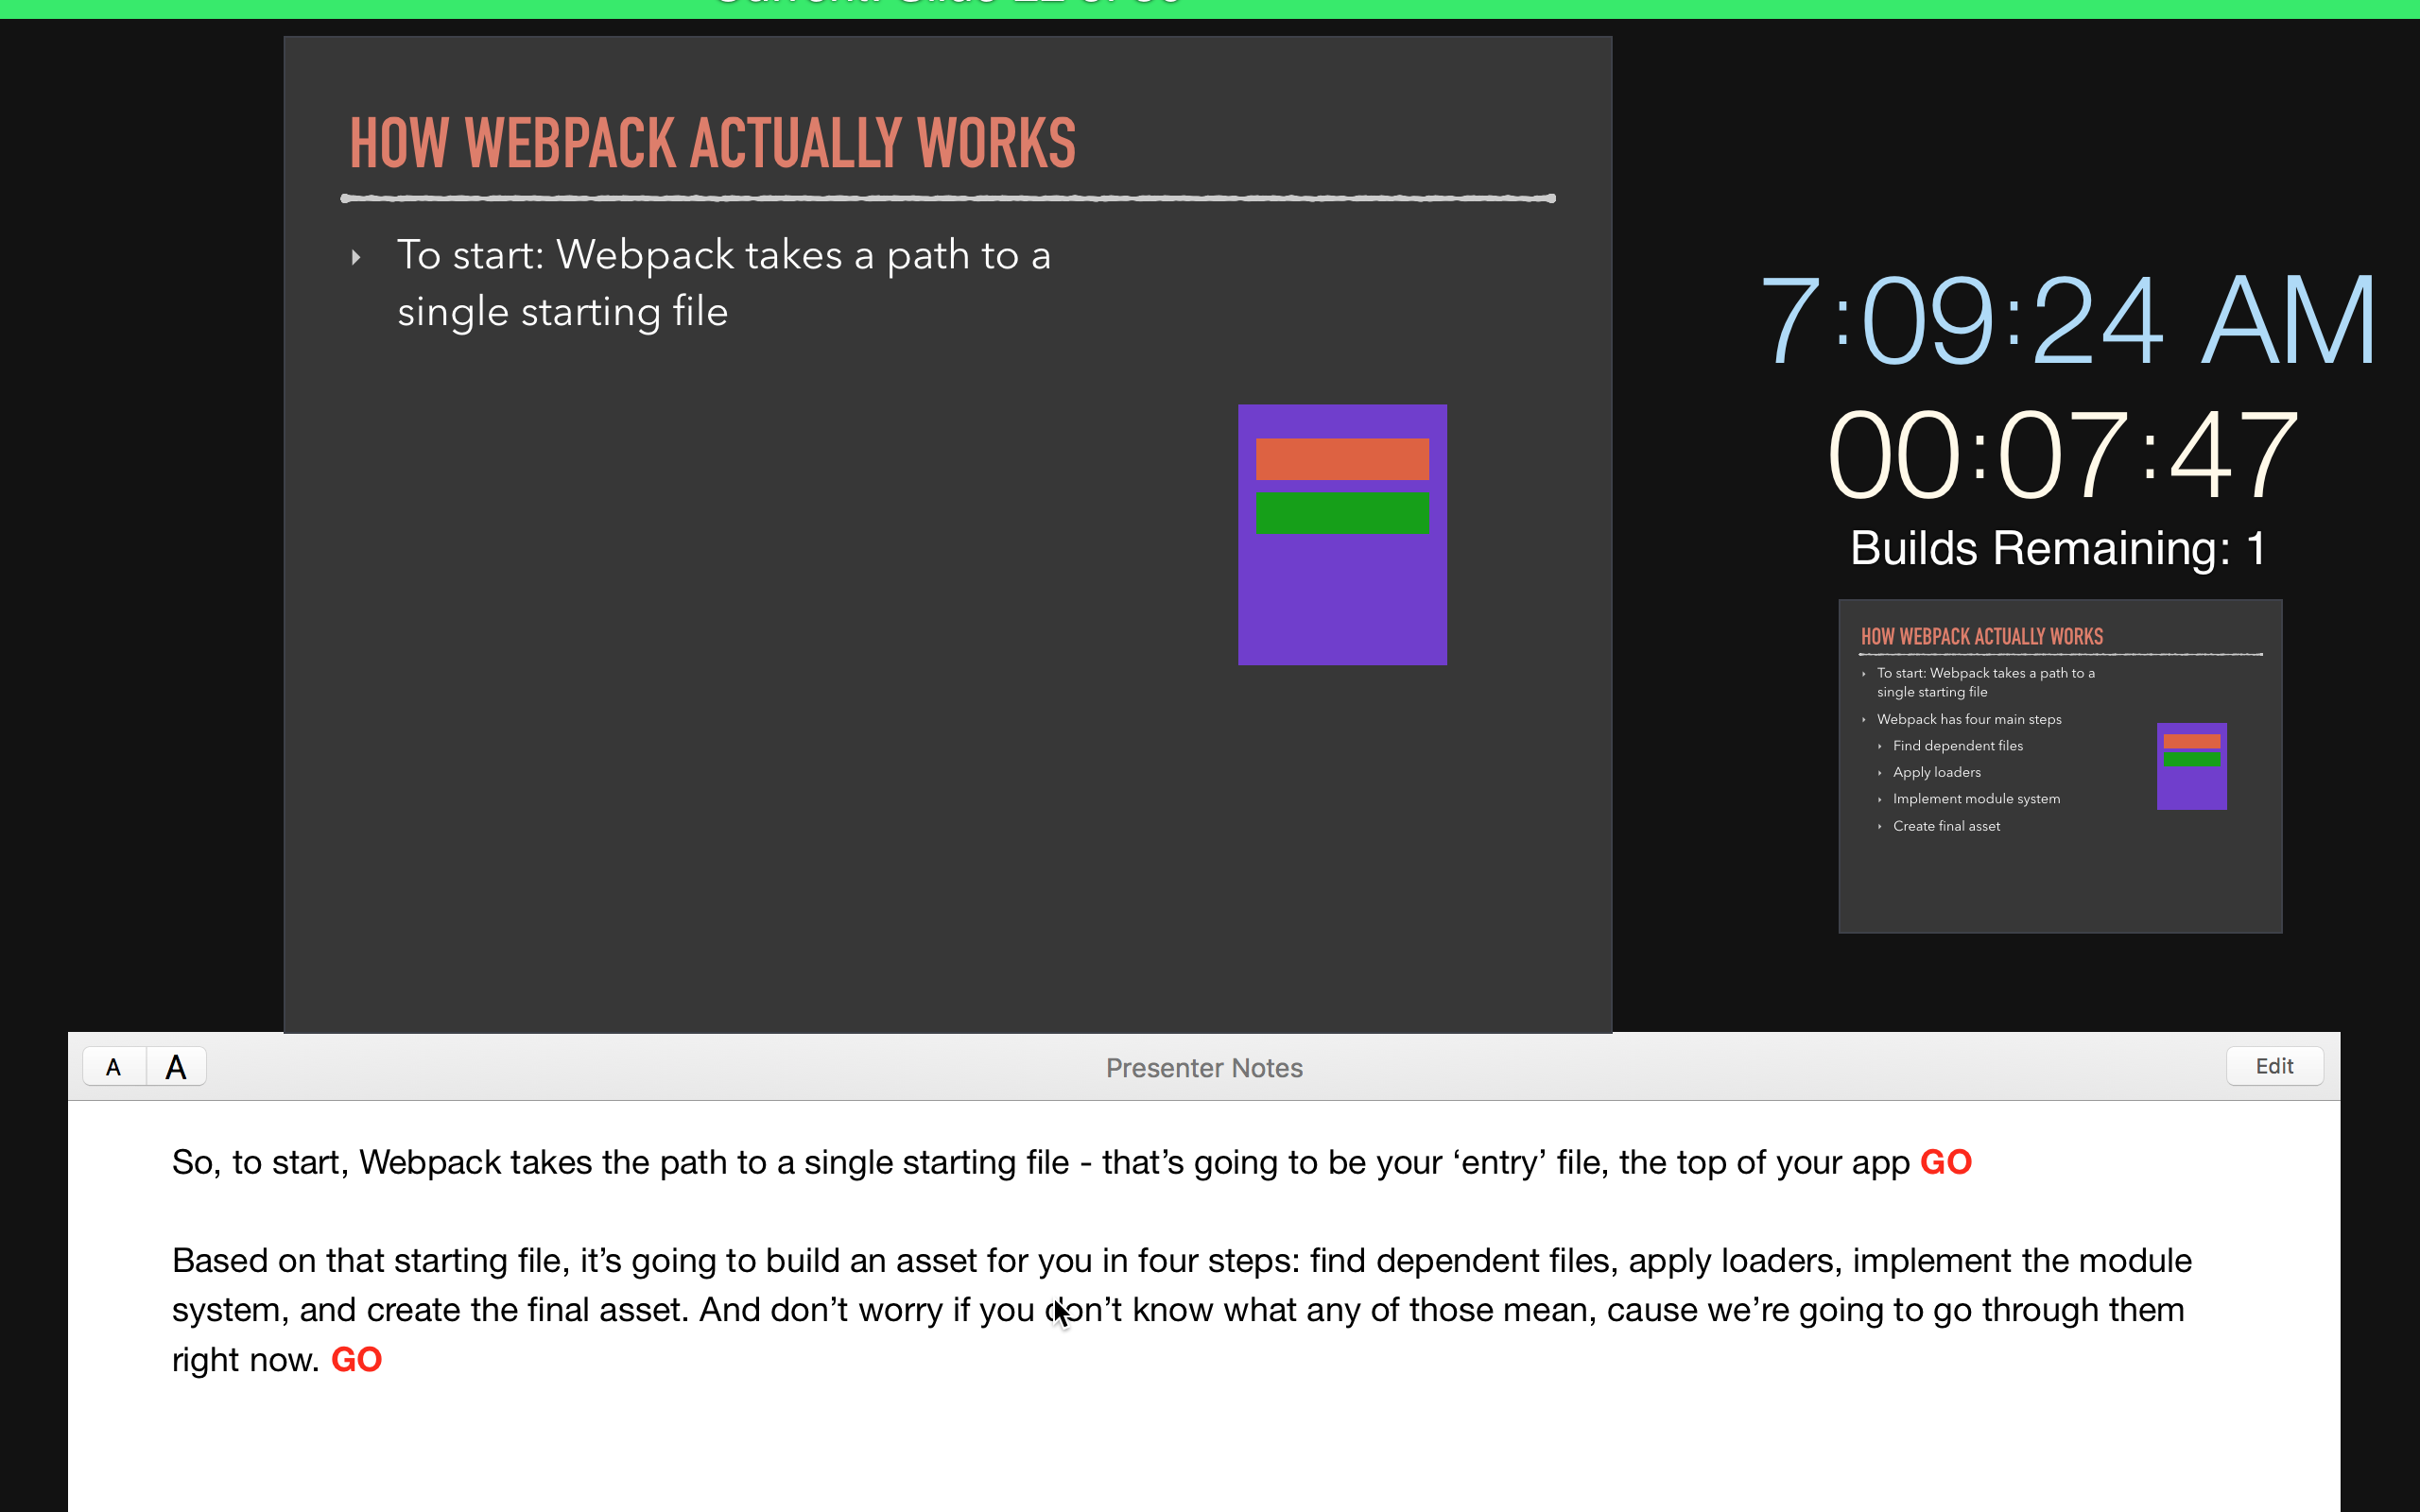 HOW WEBPACK ACTUALLY WORKS
To start: Webpack takes a path to a
single starting file
7:09:24 AM
00:07:47
Builds Remaining: 1
HOW WEBPACK ACTUALLY WORKS
To start: Webpack takes a path to a
single starting file
Webpack has four main steps
Find dependent files
Apply loaders
Implement module system
Create final asset
A A Presenter Notes Edit
So, to start, Webpack takes the path to a single starting file - that’s going to be your ‘entry’ file, the top of your app GO
Based on that starting file, it’s going to build an asset for you in four steps: find dependent files, apply loaders, implement the module
system, and create the final asset. And don’t worry if you don’t know what any of those mean, cause we’re going to go through them
right now. GO